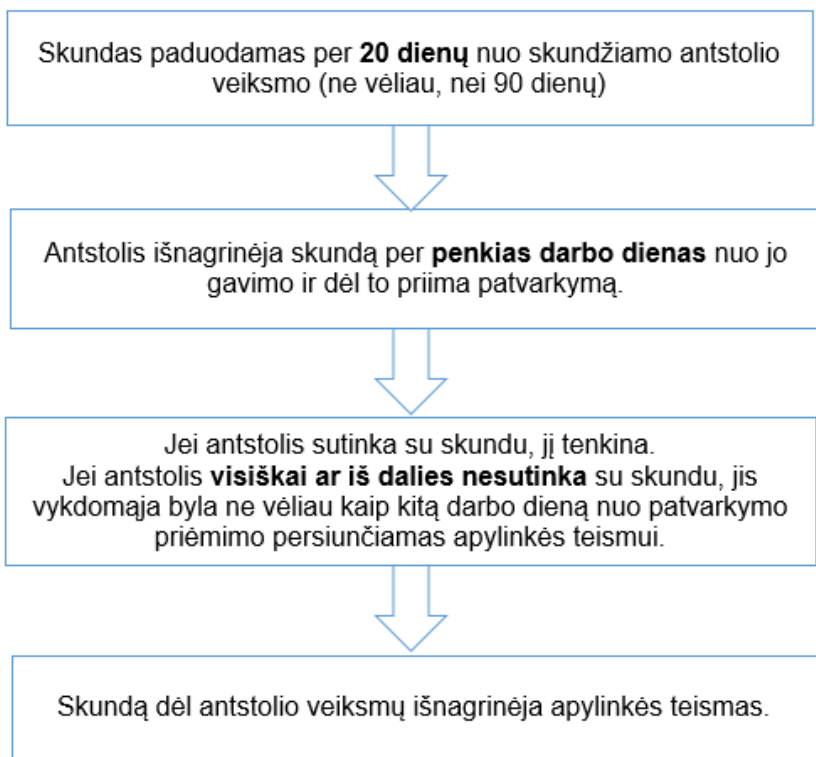 Skundas paduodamas per 20 dienų nuo skundžiamo antstolio
veiksmo (ne vėliau, nei 90 dienų)
Antstolis išnagrinėja skundą per penkias darbo dienas nuo jo
gavimo ir dėl to priima patvarkymą.
Jei antstolis sutinka su skundu, jį tenkina.
Jei antstolis visiškai ar iš dalies nesutinka su skundu, jis
vykdomąja byla ne vėliau kaip kitą darbo dieną nuo patvarkymo
priėmimo persiunčiamas apylinkės teismui.
Skundą dėl antstolio veiksmų išnagrinėja apylinkės teismas.